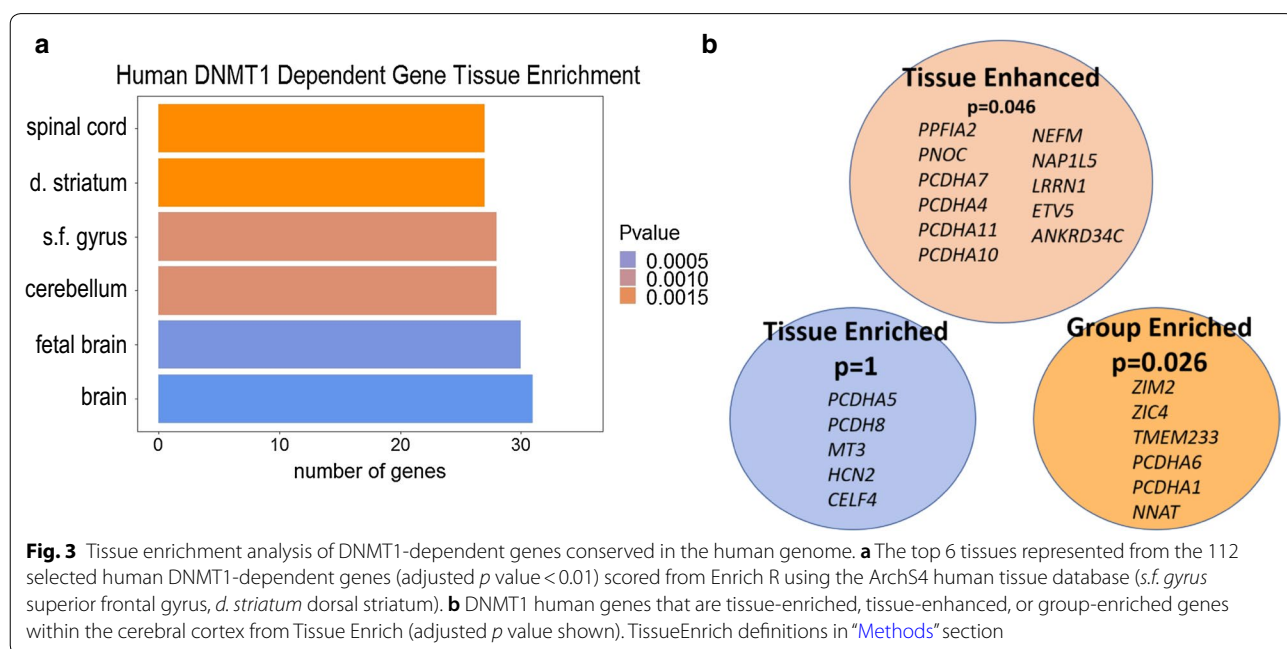 a
Human DNMT1 Dependent Gene Tissue Enrichment
spinal cord
d. striatum
s.f. gyrus
cerebellum
fetal brain
brain
0
10
20
30
number of genes
Pvalue
0.0005
0.0010
0.0015
b
Tissue Enhanced
p=0.046
PPFIA2
PNOC
PCDHA7
PCDHA4
PCDHA11
PCDHA10
NEFM
NAP1L5
LRRN1
ETV5
ANKRD34C
Tissue Enriched
p=1
PCDHA5
PCDH8
MT3
HCN2
CELF4
Group Enriched
p=0.026
ZIM2
ZIC4
TMEM233
PCDHA6
PCDHA1
NNAT
Fig. 3 Tissue enrichment analysis of DNMT1-dependent genes conserved in the human genome. a The top 6 tissues represented from the 112
selected human DNMT1-dependent genes (adjusted p value < 0.01) scored from Enrich R using the ArchS4 human tissue database (s.f. gyrus
superior frontal gyrus, d. striatum dorsal striatum). b DNMT1 human genes that are tissue-enriched, tissue-enhanced, or group-enriched genes
within the cerebral cortex from Tissue Enrich (adjusted p value shown). TissueEnrich definitions in “Methods” section